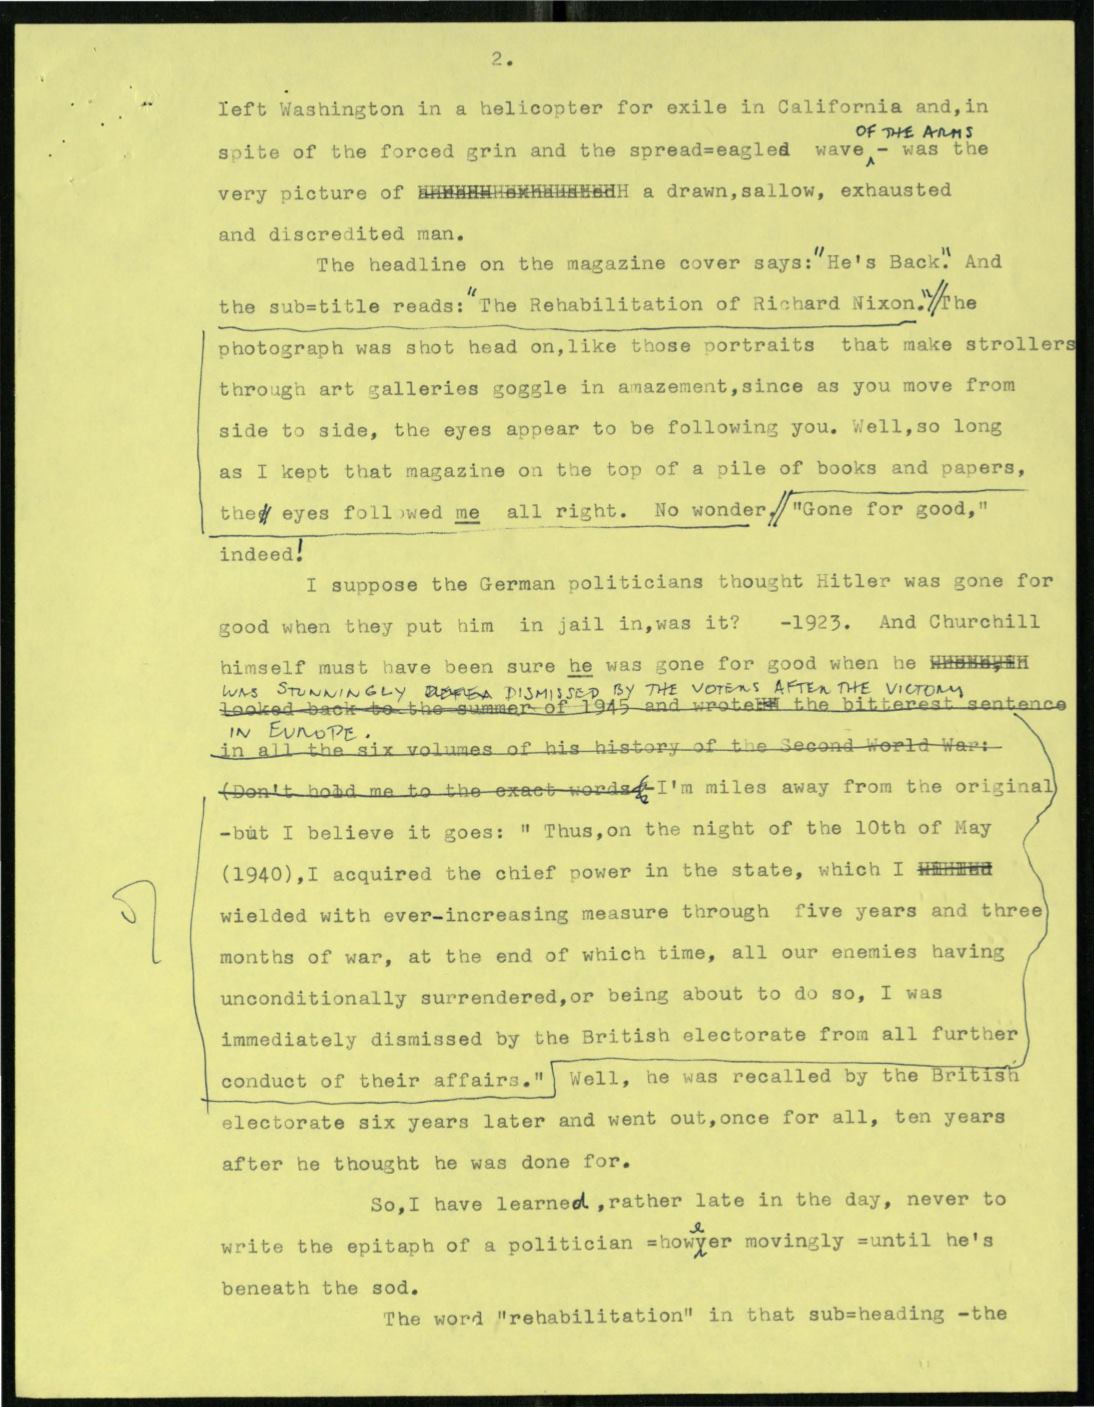 2.
left Washington in a helicopter for exile in California and,in
OF THE ARMS
spite of the forced grin and the spread=eagled wave - was the
very picture of a drawn,sallow, exhausted
and discredited man.
The headline on the magazine cover says:"He's Back". And
the sub=title reads:"The Rehabilitation of Richard Nixon."//The
photograph was shot head on,like those portraits that make strollers
through art galleries goggle in amazement,since as you move from
side to side, the eyes appear to be following you. Well,so long
as I kept that magazine on the top of a pile of books and papers,
the eyes followed me all right. No wonder.//"Gone for good,"
indeed!
I suppose the German politicians thought Hitler was gone for
good when they put him in jail in,was it? -1923. And Churchill
himself must have been sure he was gone for good when he
WAS STUNNINGLY DISMISSED BY THE VOTERS AFTER THE VICTORY
looked back to the summer of 1945 and wrote the bitterest sentence
IN EUROPE.
in all the six volumes of his history of the Second World War:
(Don't hold me to the exact words I'm miles away from the original
-but I believe it goes: " Thus,on the night of the 10th of May
(1940),I acquired the chief power in the state, which I
wielded with ever-increasing measure through five years and three
months of war, at the end of which time, all our enemies having
unconditionally surrendered,or being about to do so, I was
immediately dismissed by the British electorate from all further
conduct of their affairs." Well, he was recalled by the British
electorate six years later and went out,once for all, ten years
after he thought he was done for.
So,I have learned ,rather late in the day, never to
write the epitaph of a politician =however movingly =until he's
beneath the sod.
The word "rehabilitation" in that sub=heading -the